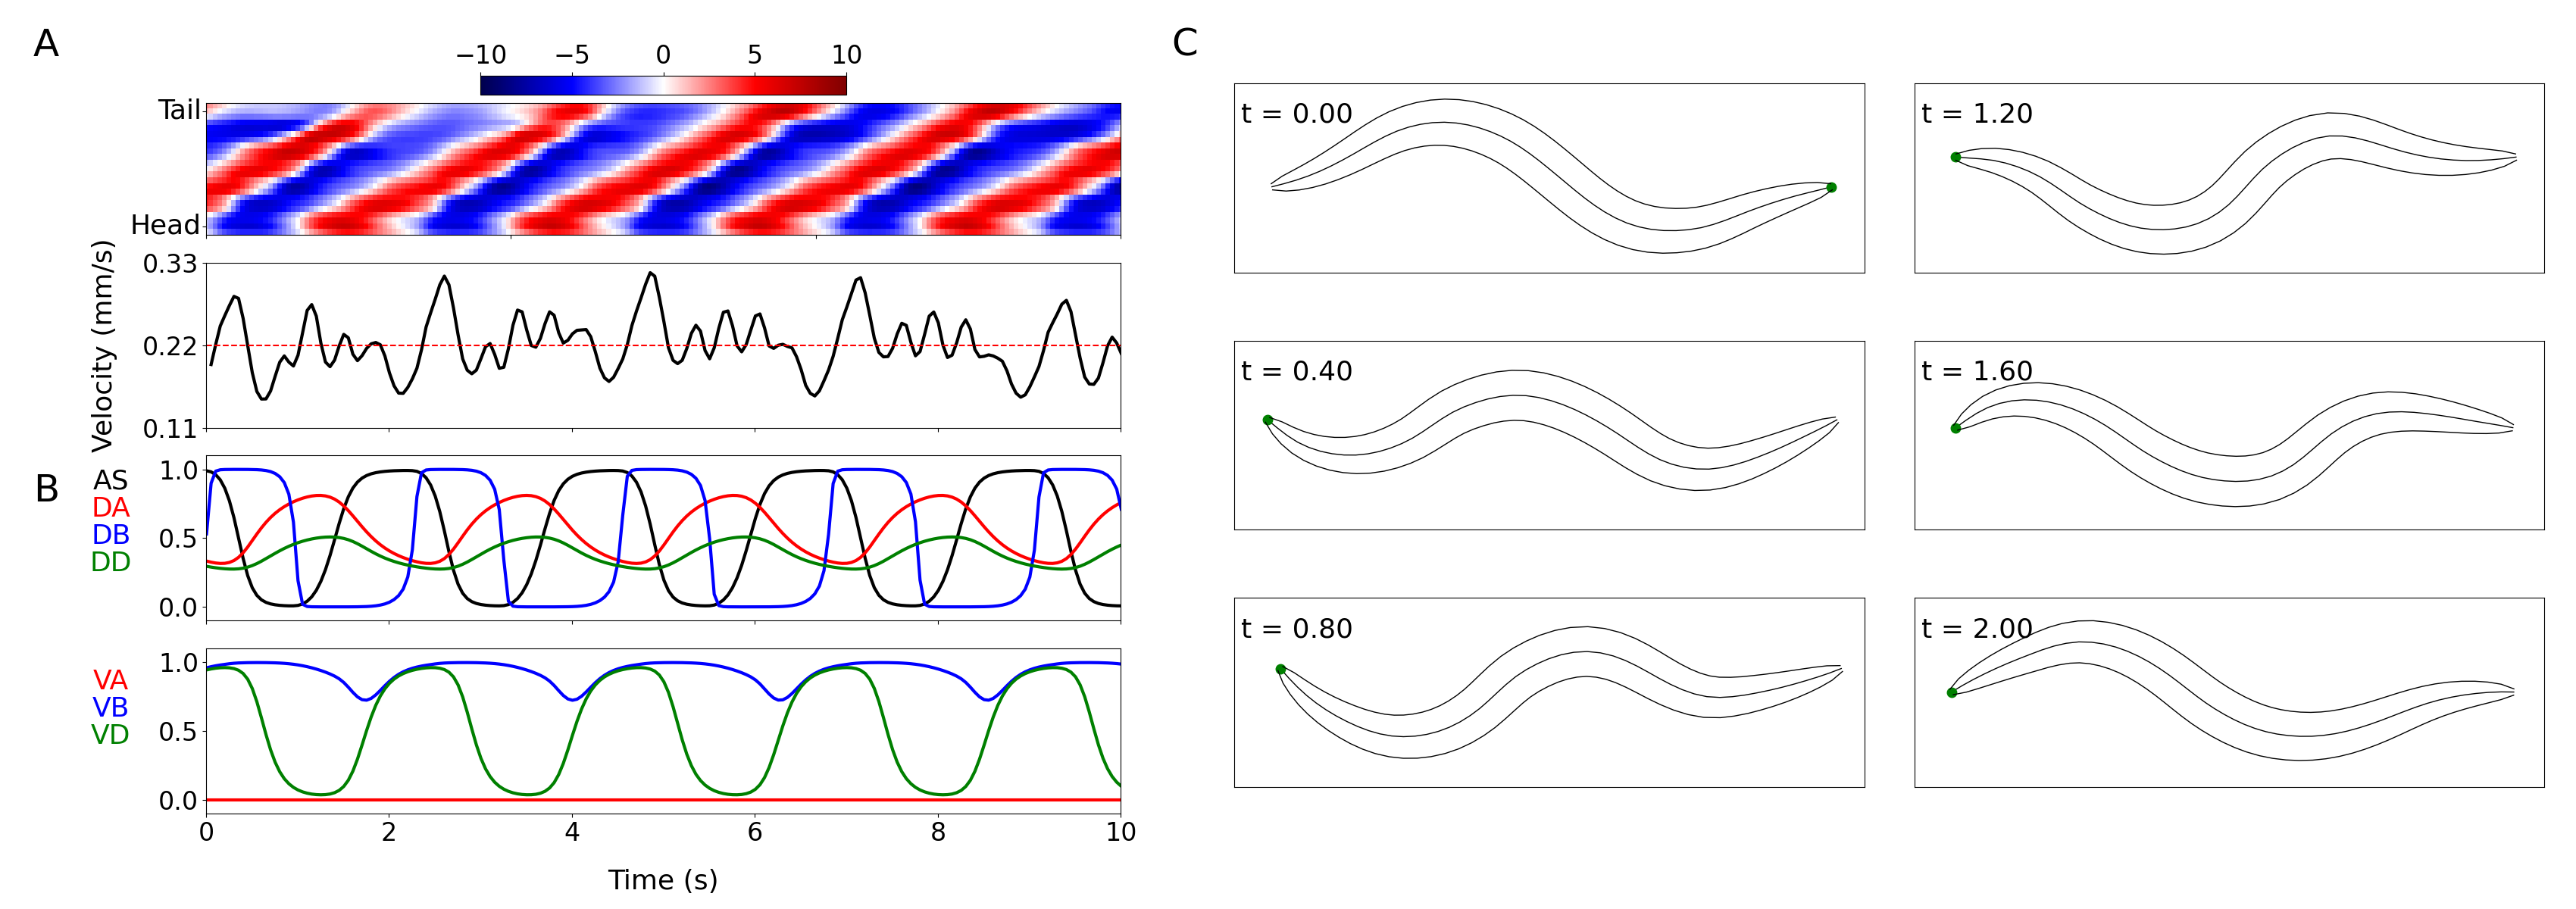 A
−10 −5 0 5 10
Tail
Head
Velocity (mm/s)
0.33
0.22
0.11
B
AS
DA
DB
DD
1.0
0.5
0.0
VA
VB
VD
1.0
0.5
0.0
0 2 4 6 8 10
Time (s)
C
t = 0.00
t = 1.20
t = 0.40
t = 1.60
t = 0.80
t = 2.00